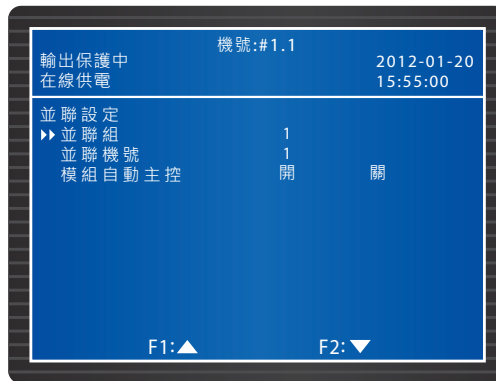 機號:#1.1
輸出保護中 2012-01-20
在線供電 15:55:00
並聯設定
並聯組 1
並聯機號 1
模組自動主控 開 關
F1:▲ F2:▼